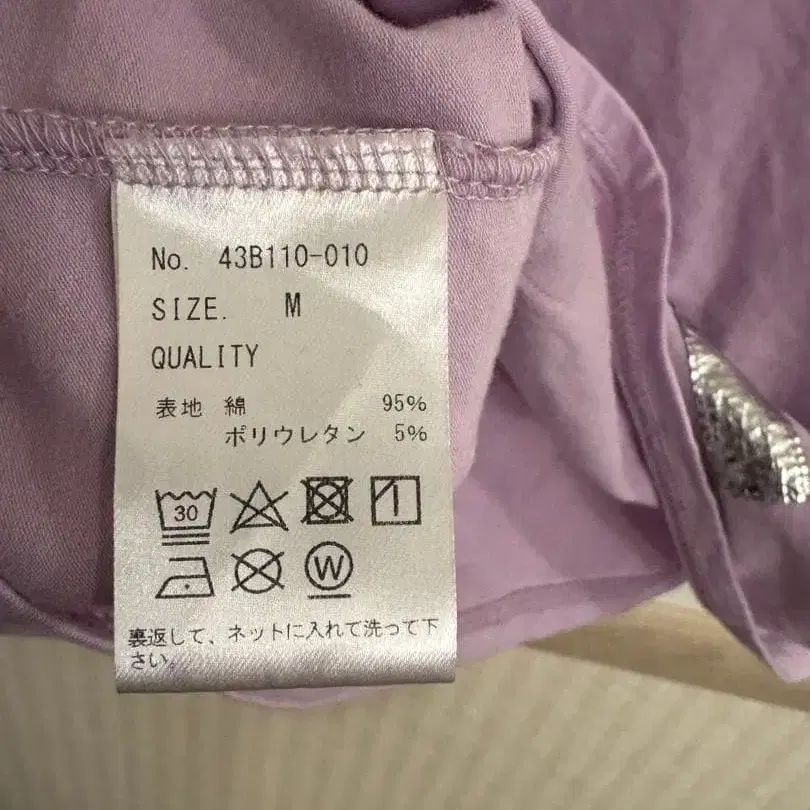 No. 43B110-010
SIZE. M
QUALITY
表地 綿 95%
ポリウレタン 5%
30
W
裏返して、ネットに入れて洗って下
さい。